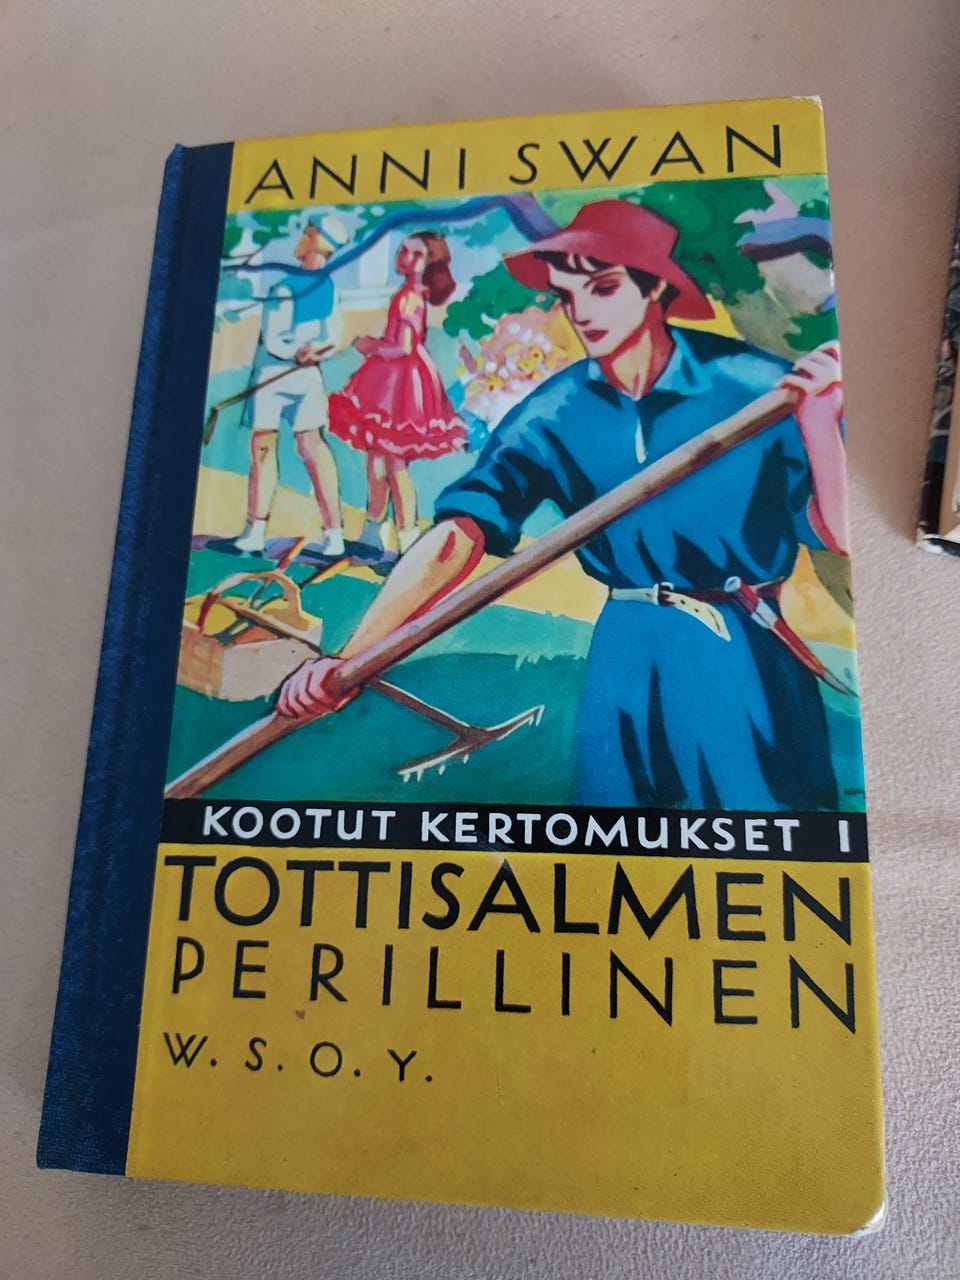 ANNI SWAN
KOOTUT KERTOMUKSET I
TOTTISALMEN
PERILLINEN
W. S. O. Y.